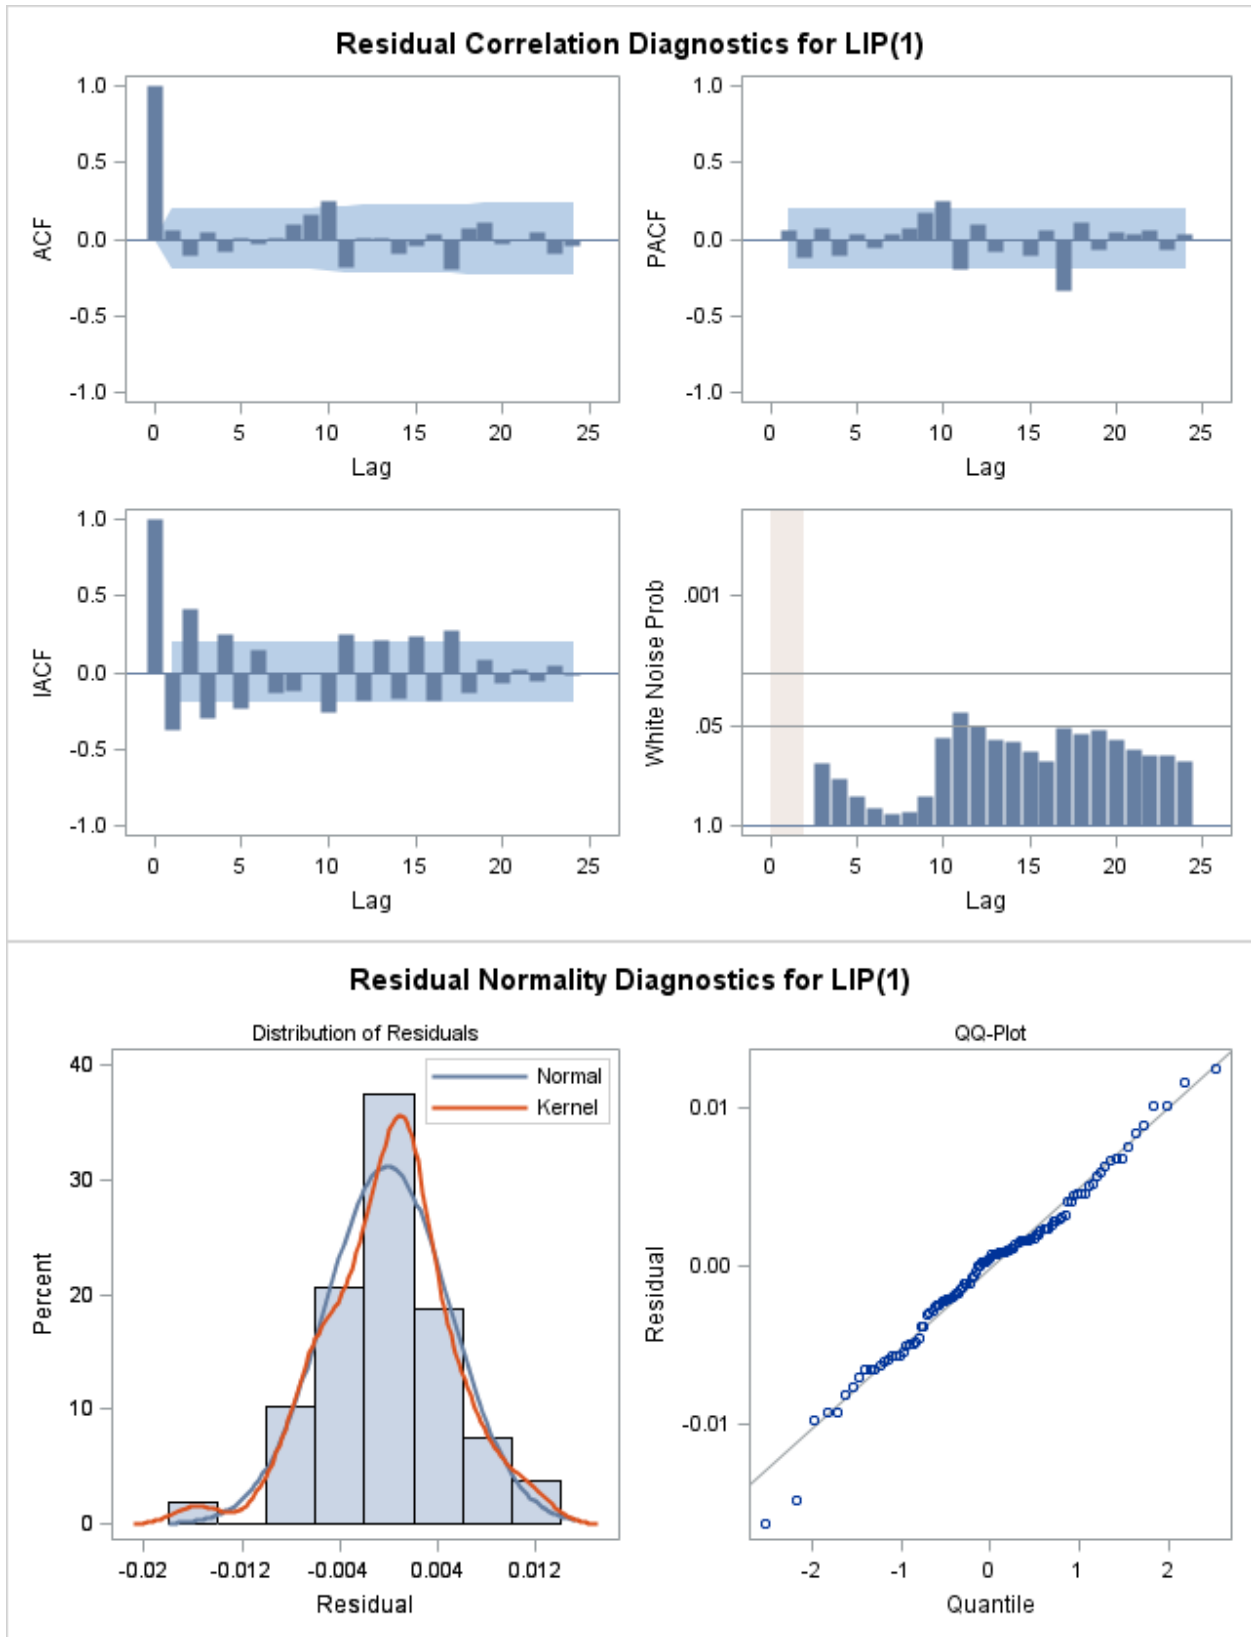 Residual Correlation Diagnostics for LIP(1)
ACF
1.0
0.5
0.0
-0.5
-1.0
0 5 10 15 20 25
Lag
PACF
1.0
0.5
0.0
-0.5
-1.0
0 5 10 15 20 25
Lag
IACF
1.0
0.5
0.0
-0.5
-1.0
0 5 10 15 20 25
Lag
White Noise Prob
.001
.05
1.0
0 5 10 15 20 25
Lag
Residual Normality Diagnostics for LIP(1)
Distribution of Residuals
Percent
40
30
20
10
0
Normal
Kernel
-0.02 -0.012 -0.004 0.004 0.012
Residual
QQ-Plot
Residual
0.01
0.00
-0.01
-2 -1 0 1 2
Quantile